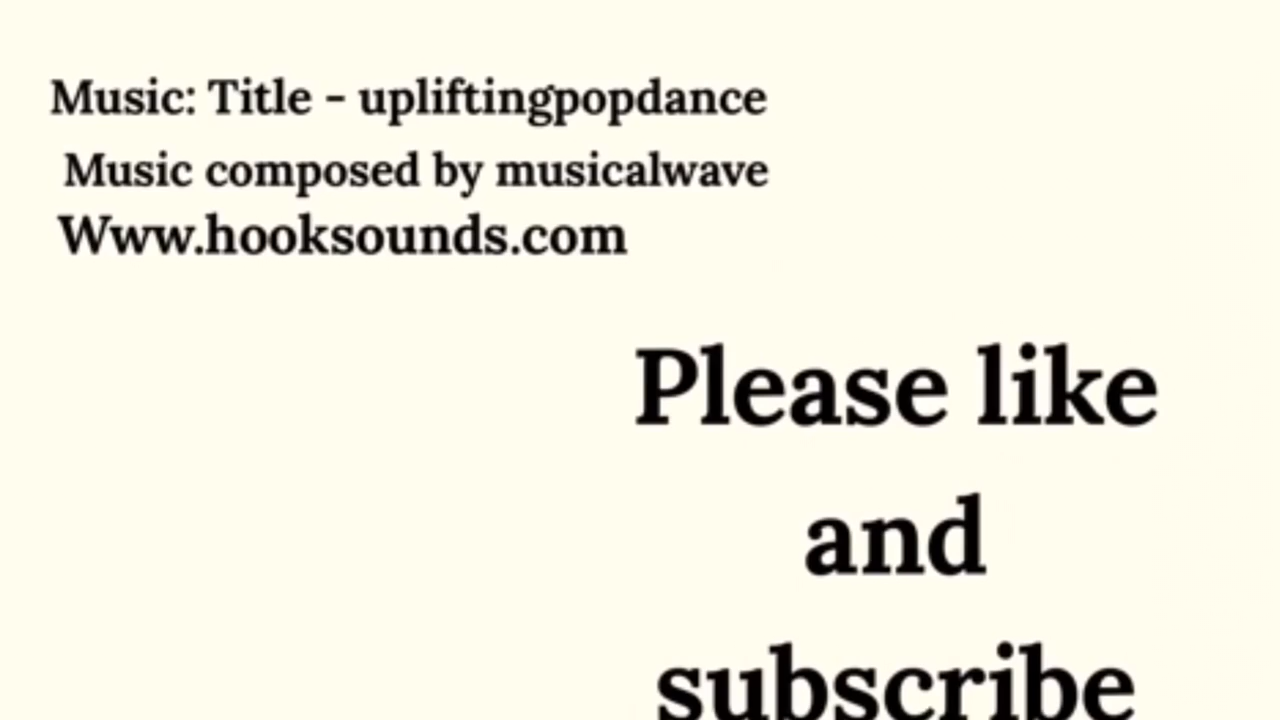 Music: Title - upliftingpopdance
Music composed by musicalwave
Www.hooksounds.com
Please like
and
subscribe